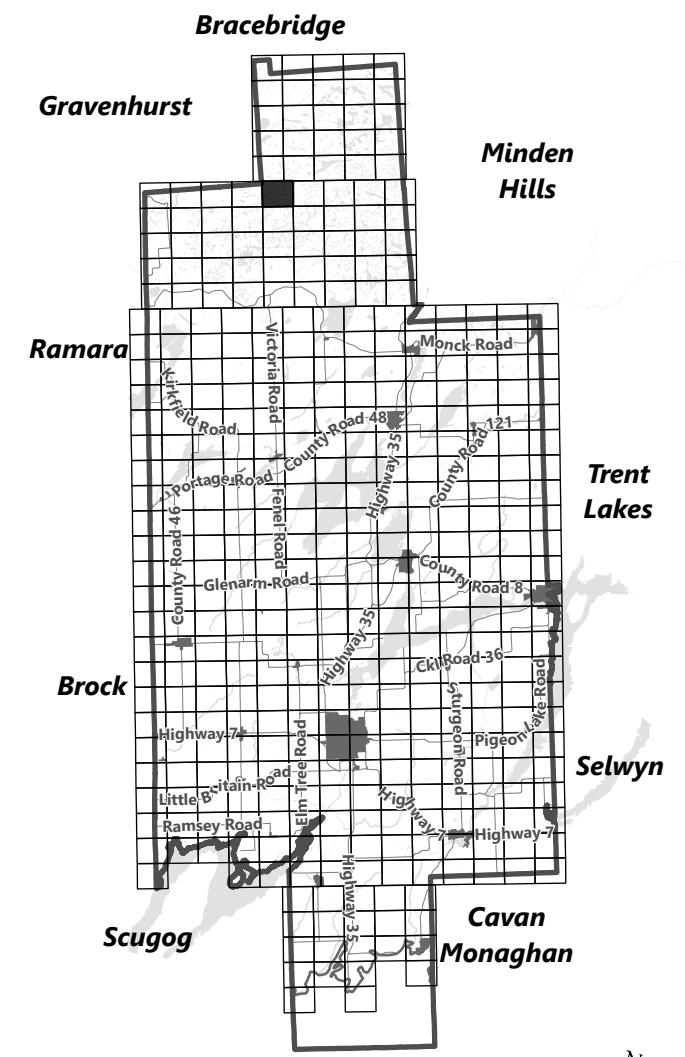 Bracebridge
Gravenhurst
Minden
Hills
Ramara
Monck Road
Victoria Road
Kirkfield Road
County Road 48
County Road 121
Highway 35
Trent
Lakes
Portage Road
Fenel Road
County Road 46
County Road 8
Glenarm Road
Highway 35
Ckl Road 36
Brock
Sturgeon Road
Pigeon Lake Road
Highway 7
Elm Tree Road
Selwyn
Little Britain Road
Highway 7
Highway 7
Ramsey Road
Highway 35
Cavan
Monaghan
Scugog
N